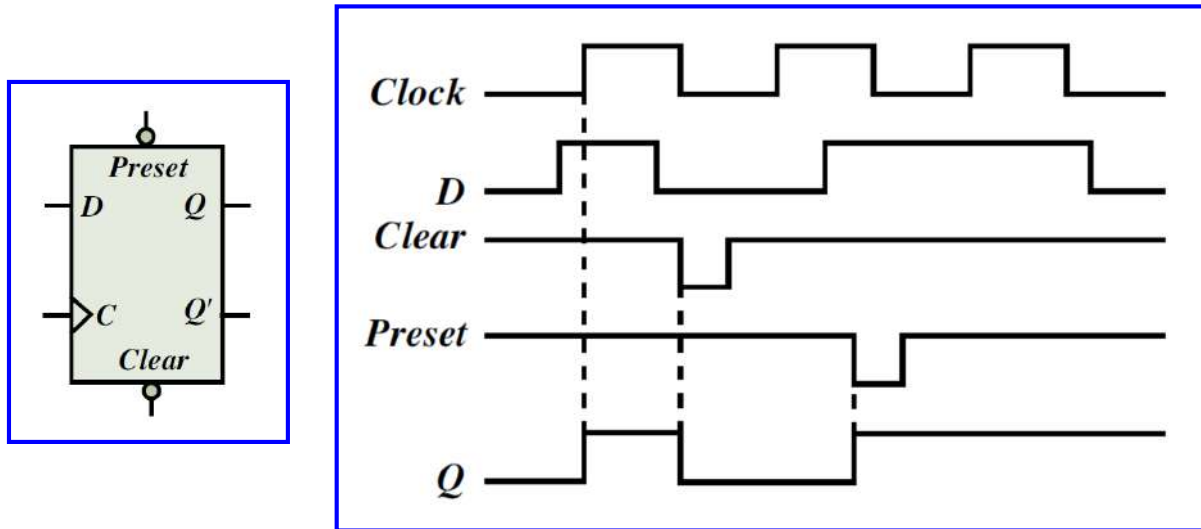 Preset
D Q
C Q'
Clear
Clock
D
Clear
Preset
Q